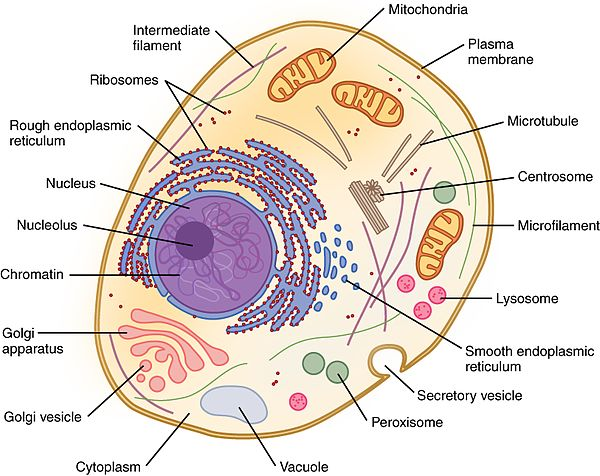 Mitochondria
Intermediate
filament
Plasma
membrane
Ribosomes
Microtubule
Rough endoplasmic
reticulum
Centrosome
Nucleus
Nucleolus
Microfilament
Chromatin
Lysosome
Golgi
apparatus
Smooth endoplasmic
reticulum
Secretory vesicle
Golgi vesicle
Peroxisome
Cytoplasm
Vacuole